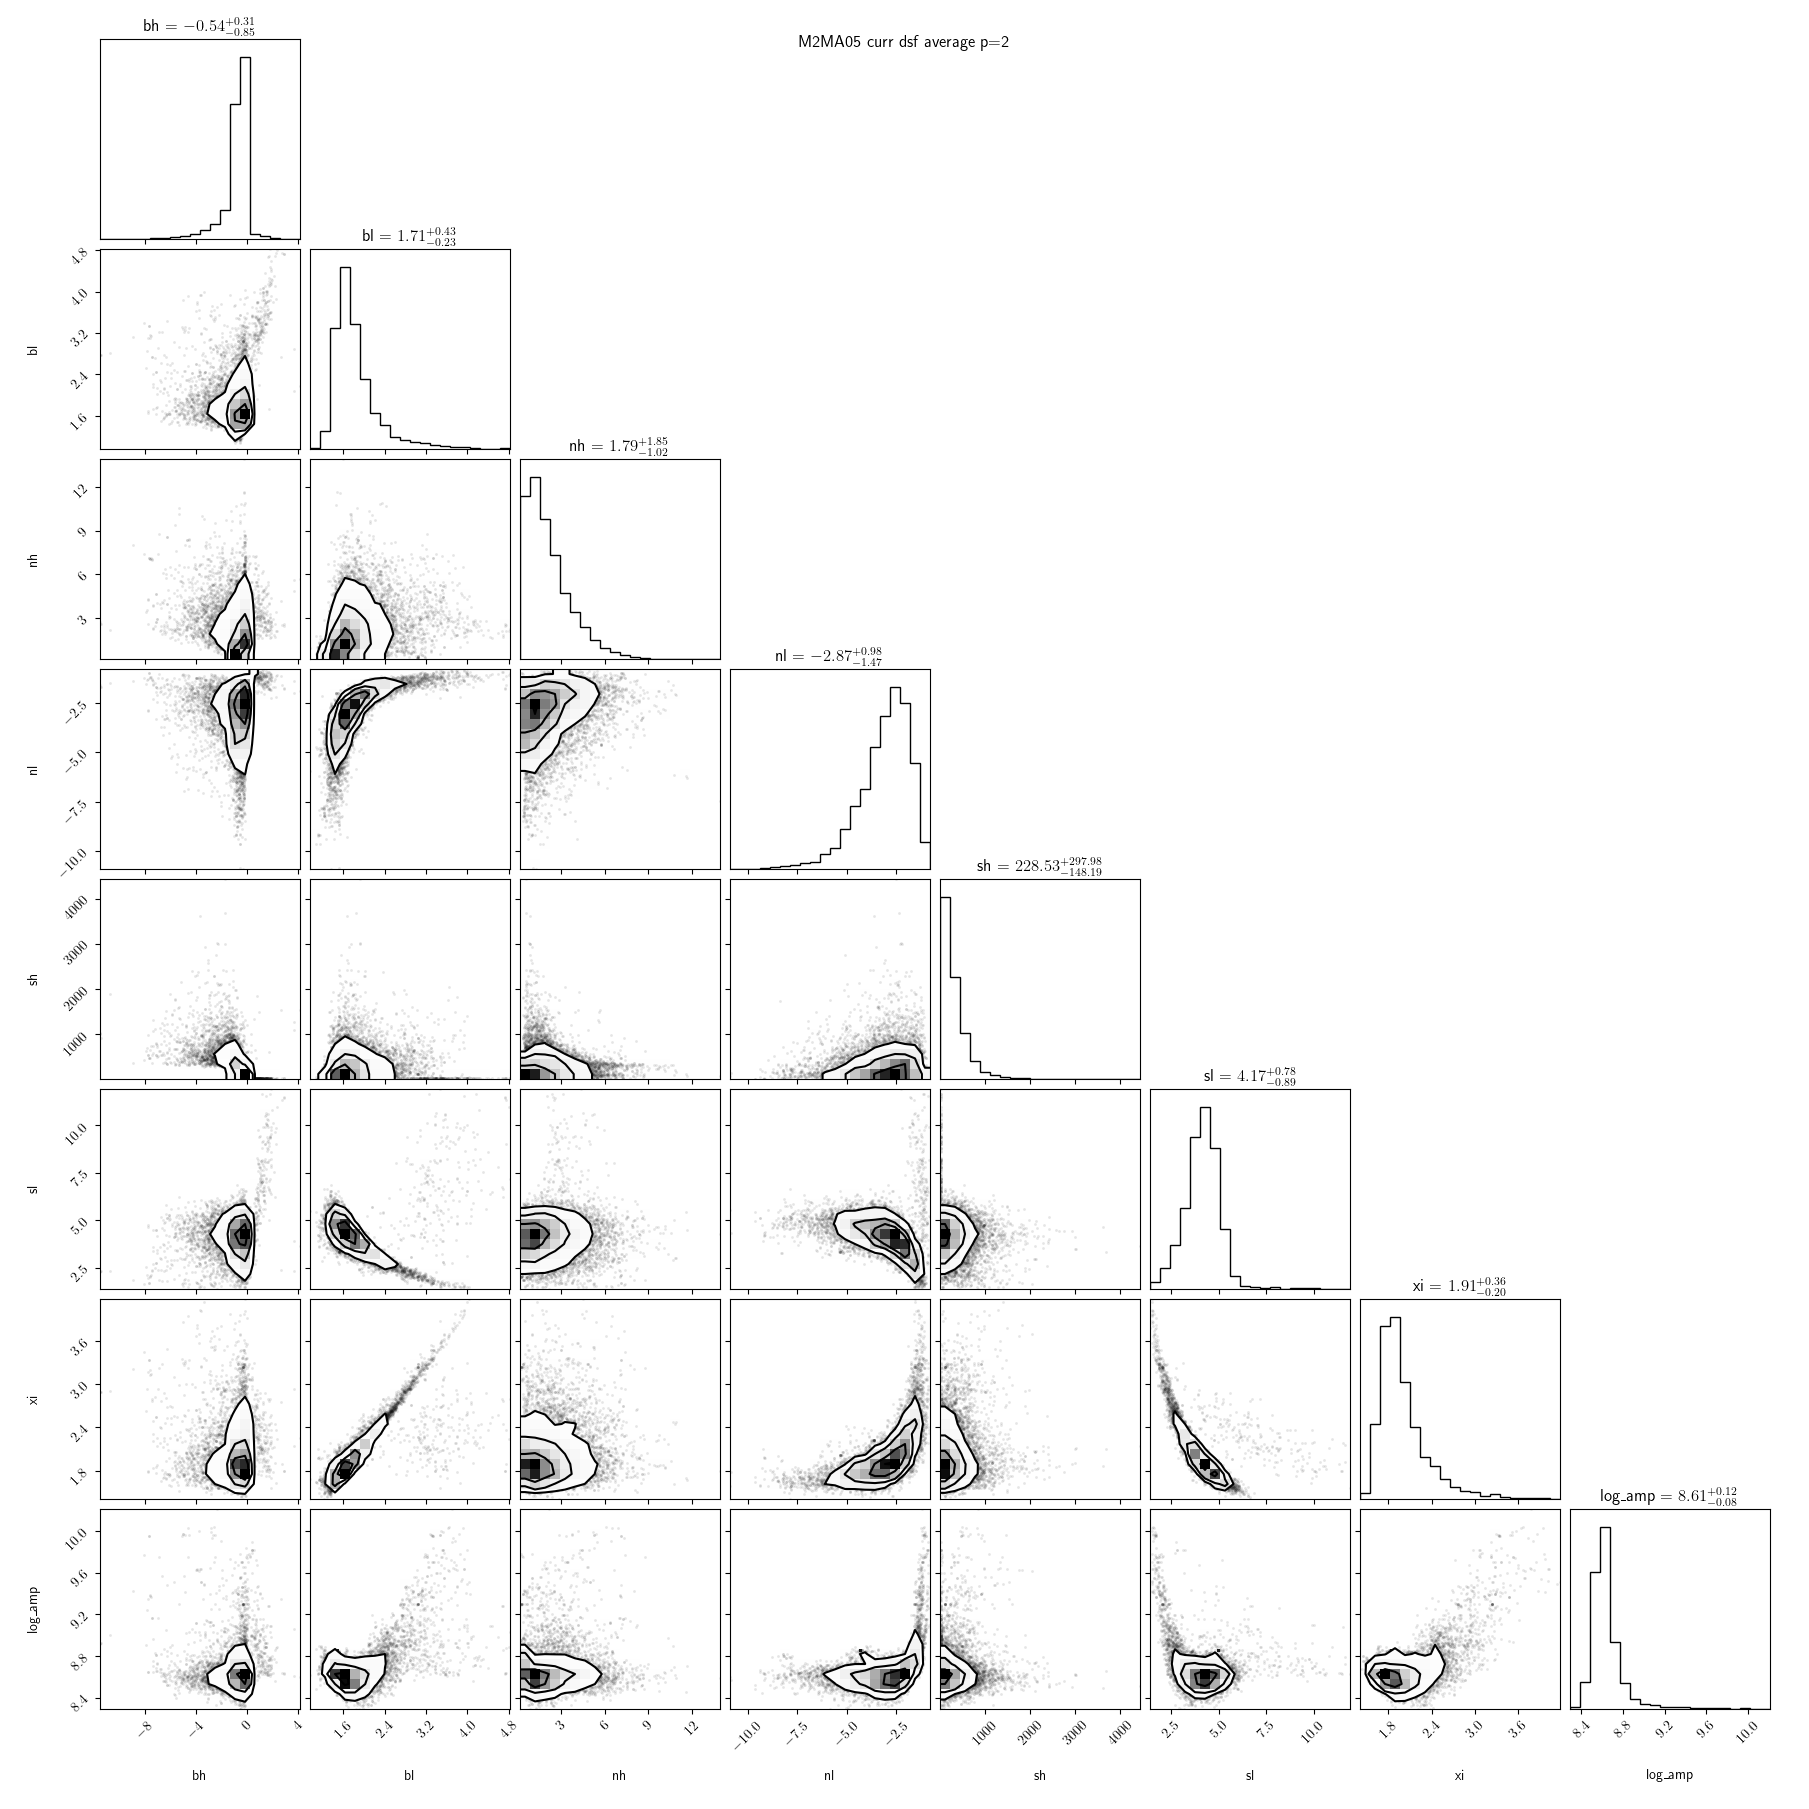 M2MA05 curr dsf average p=2
bh = −0.54+0.31−0.85
bl = 1.71+0.43−0.23
nh = 1.79+1.85−1.02
nl = −2.87+0.98−1.47
sh = 228.53+297.98−148.19
sl = 4.17+0.78−0.89
xi = 1.91+0.36−0.20
log_amp = 8.61+0.12−0.08
bl
4.8
4.0
3.2
2.4
1.6
nh
12
9
6
3
nl
−2.5
−5.0
−7.5
−10.0
sh
4000
3000
2000
1000
sl
10.0
7.5
5.0
2.5
xi
3.6
3.0
2.4
1.8
log_amp
10.0
9.6
9.2
8.8
8.4
−8 −4 0 4 1.6 2.4 3.2 4.0 4.8 3 6 9 12 −10.0 −7.5 −5.0 −2.5 1000 2000 3000 4000 2.5 5.0 7.5 10.0 1.8 2.4 3.0 3.6 8.4 8.8 9.2 9.6 10.0
bh bl nh nl sh sl xi log_amp